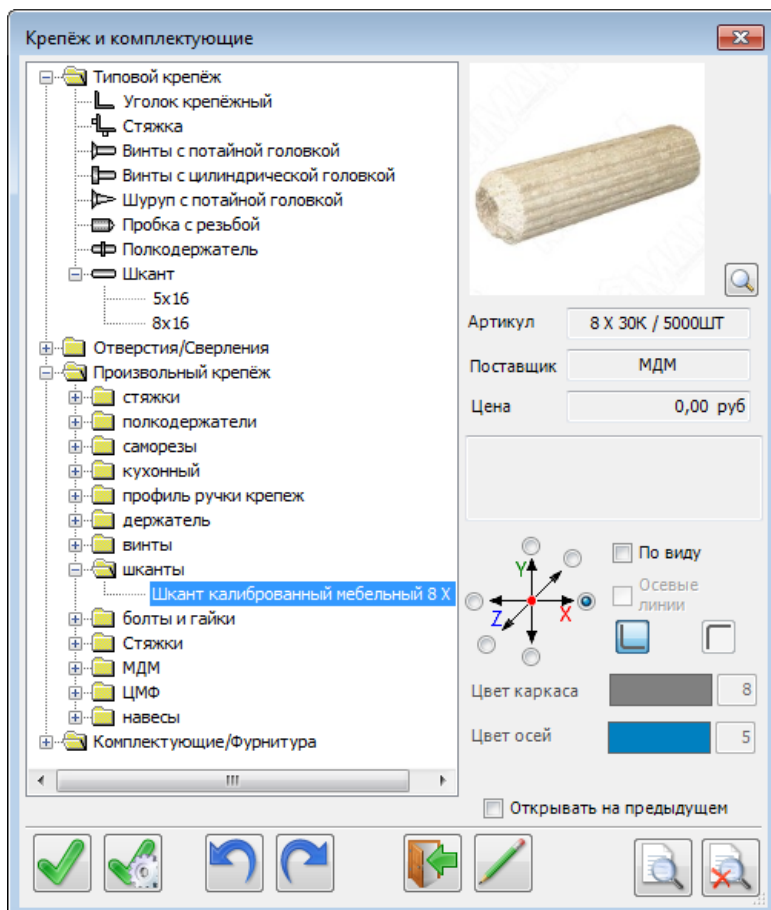 Крепёж и комплектующие
Типовой крепёж
Уголок крепёжный
Стяжка
Винты с потайной головкой
Винты с цилиндрической головкой
Шуруп с потайной головкой
Пробка с резьбой
Полкодержатель
Шкант
5x16
8x16
Отверстия/Сверления
Произвольный крепёж
стяжки
полкодержатели
саморезы
кухонный
профиль ручки крепеж
держатель
винты
шканты
Шкант калиброванный мебельный 8 X
болты и гайки
Стяжки
МДМ
ЦМФ
навесы
Комплектующие/Фурнитура
Артикул 8 X 30К / 5000ШТ
Поставщик МДМ
Цена 0,00 руб
Y
X
Z
По виду
Осевые
линии
Цвет каркаса 8
Цвет осей 5
Открывать на предыдущем